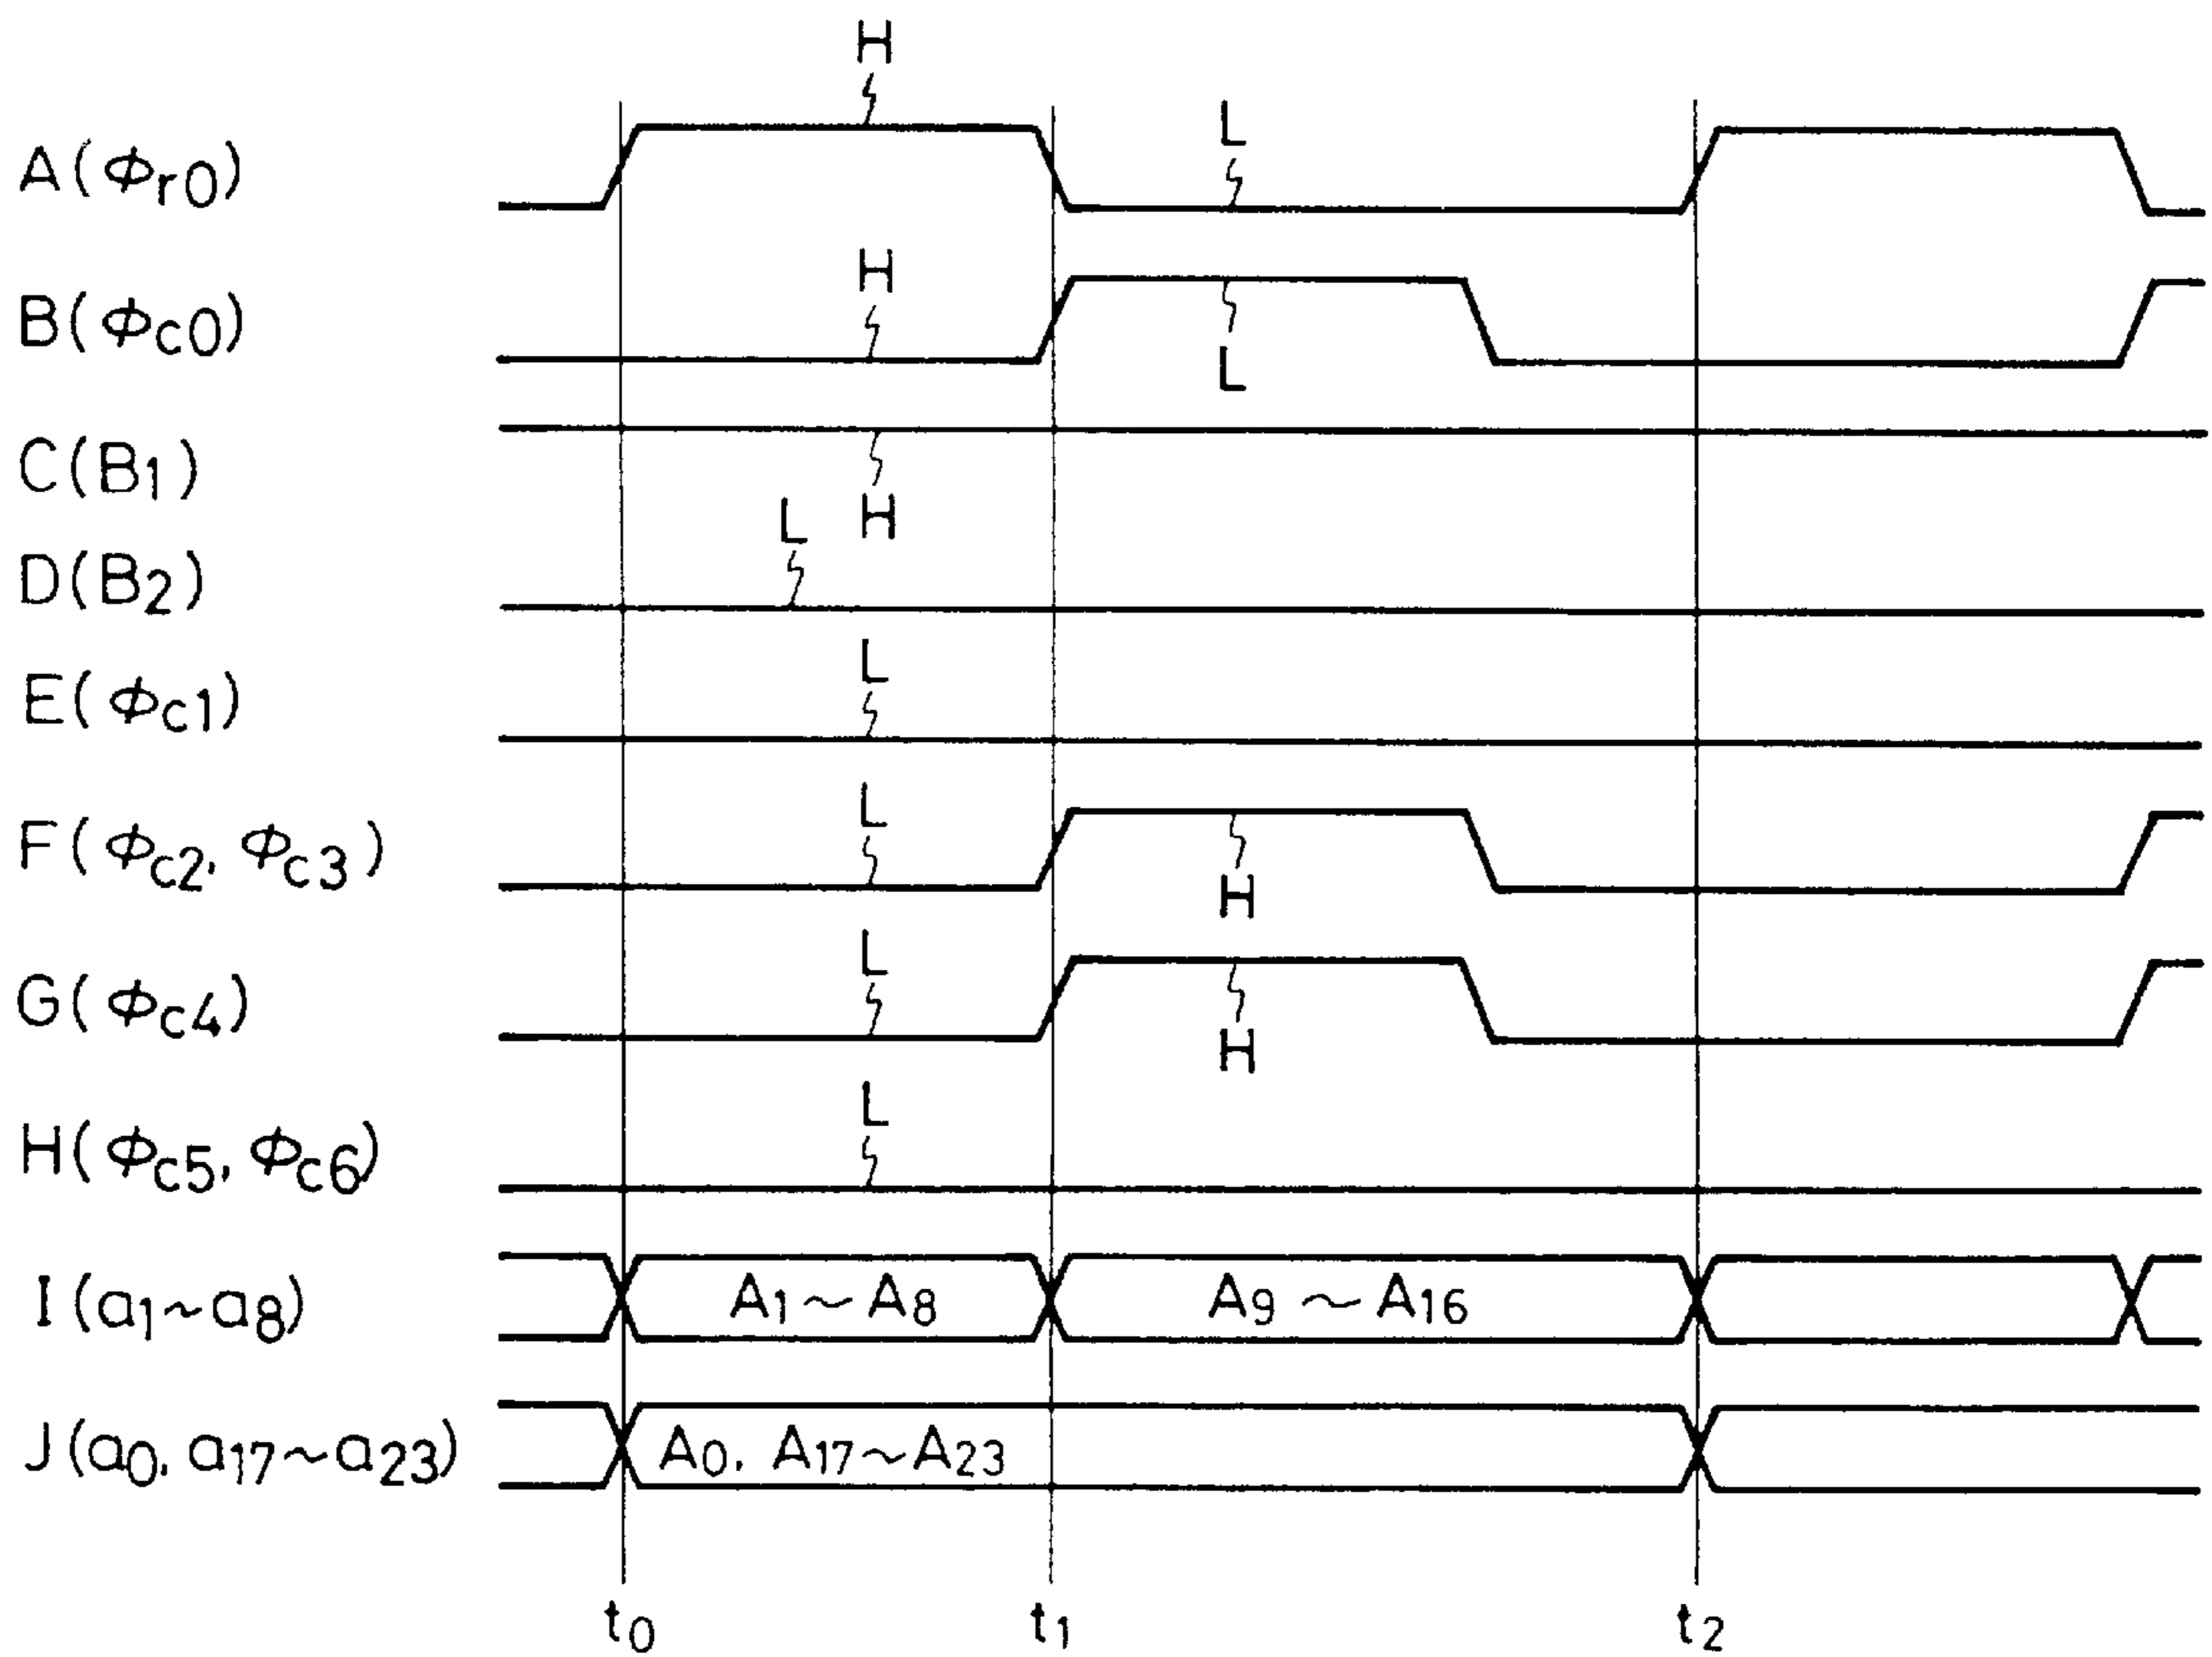 H
L
A(ϕr0)
H
B(ϕc0)
L
C(B1)
H
L
D(B2)
L
E(ϕc1)
L
F(ϕc2, ϕc3)
H
L
G(ϕc4)
H
L
H(ϕc5, ϕc6)
I(a1~a8) A1~A8 A9~A16
J(a0, a17~a23) A0, A17~A23
t0 t1 t2